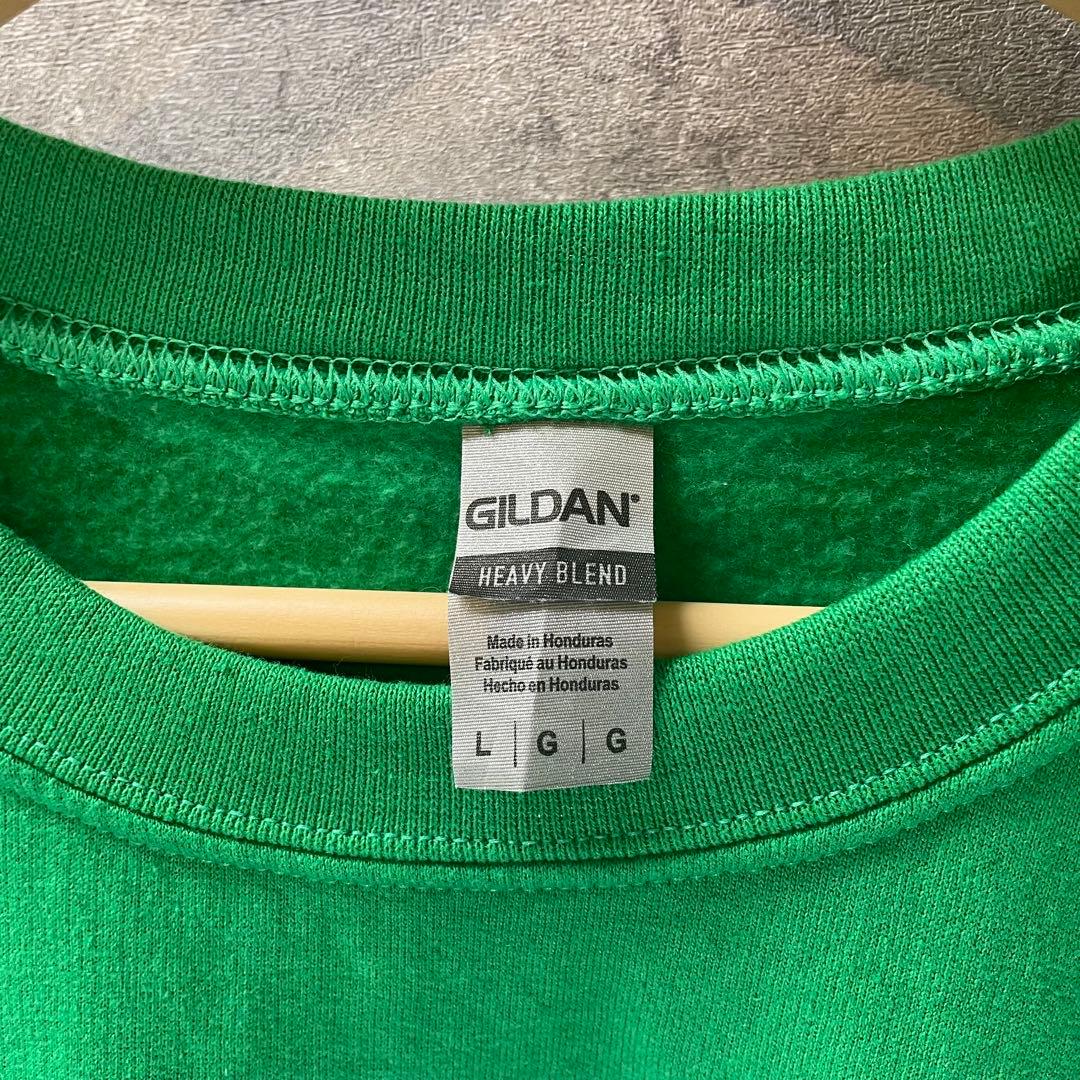 GILDAN®
HEAVY BLEND
Made in Honduras
Fabriqué au Honduras
Hecho en Honduras
L | G | G